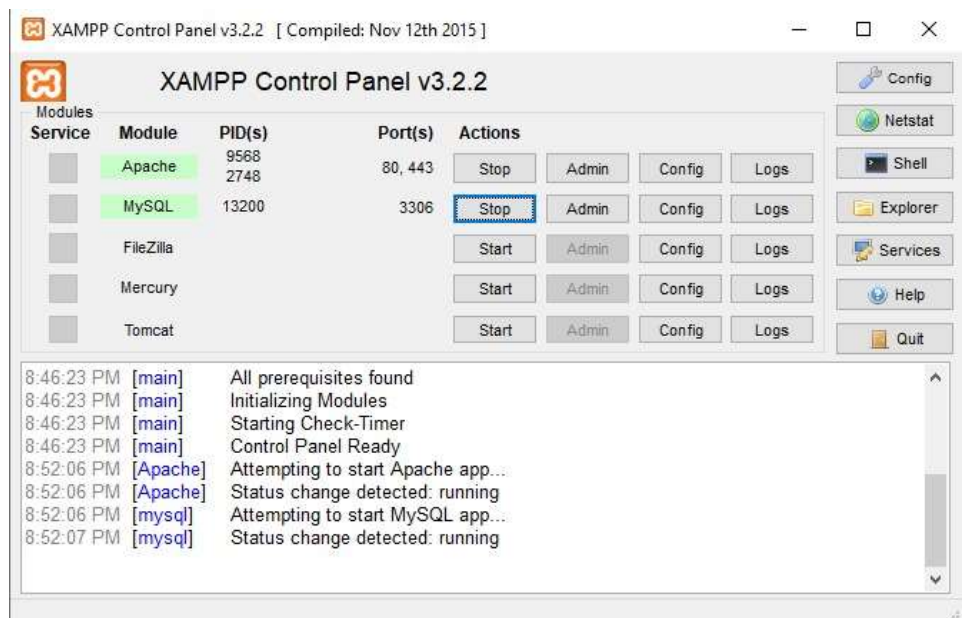 XAMPP Control Panel v3.2.2 [ Compiled: Nov 12th 2015 ]
XAMPP Control Panel v3.2.2
Config
Netstat
Shell
Explorer
Services
Help
Quit
Modules
Service Module PID(s) Port(s) Actions
Apache 9568 2748 80, 443 Stop Admin Config Logs
MySQL 13200 3306 Stop Admin Config Logs
FileZilla Start Admin Config Logs
Mercury Start Admin Config Logs
Tomcat Start Admin Config Logs
8:46:23 PM [main] All prerequisites found
8:46:23 PM [main] Initializing Modules
8:46:23 PM [main] Starting Check-Timer
8:46:23 PM [main] Control Panel Ready
8:52:06 PM [Apache] Attempting to start Apache app...
8:52:06 PM [Apache] Status change detected: running
8:52:06 PM [mysql] Attempting to start MySQL app...
8:52:07 PM [mysql] Status change detected: running